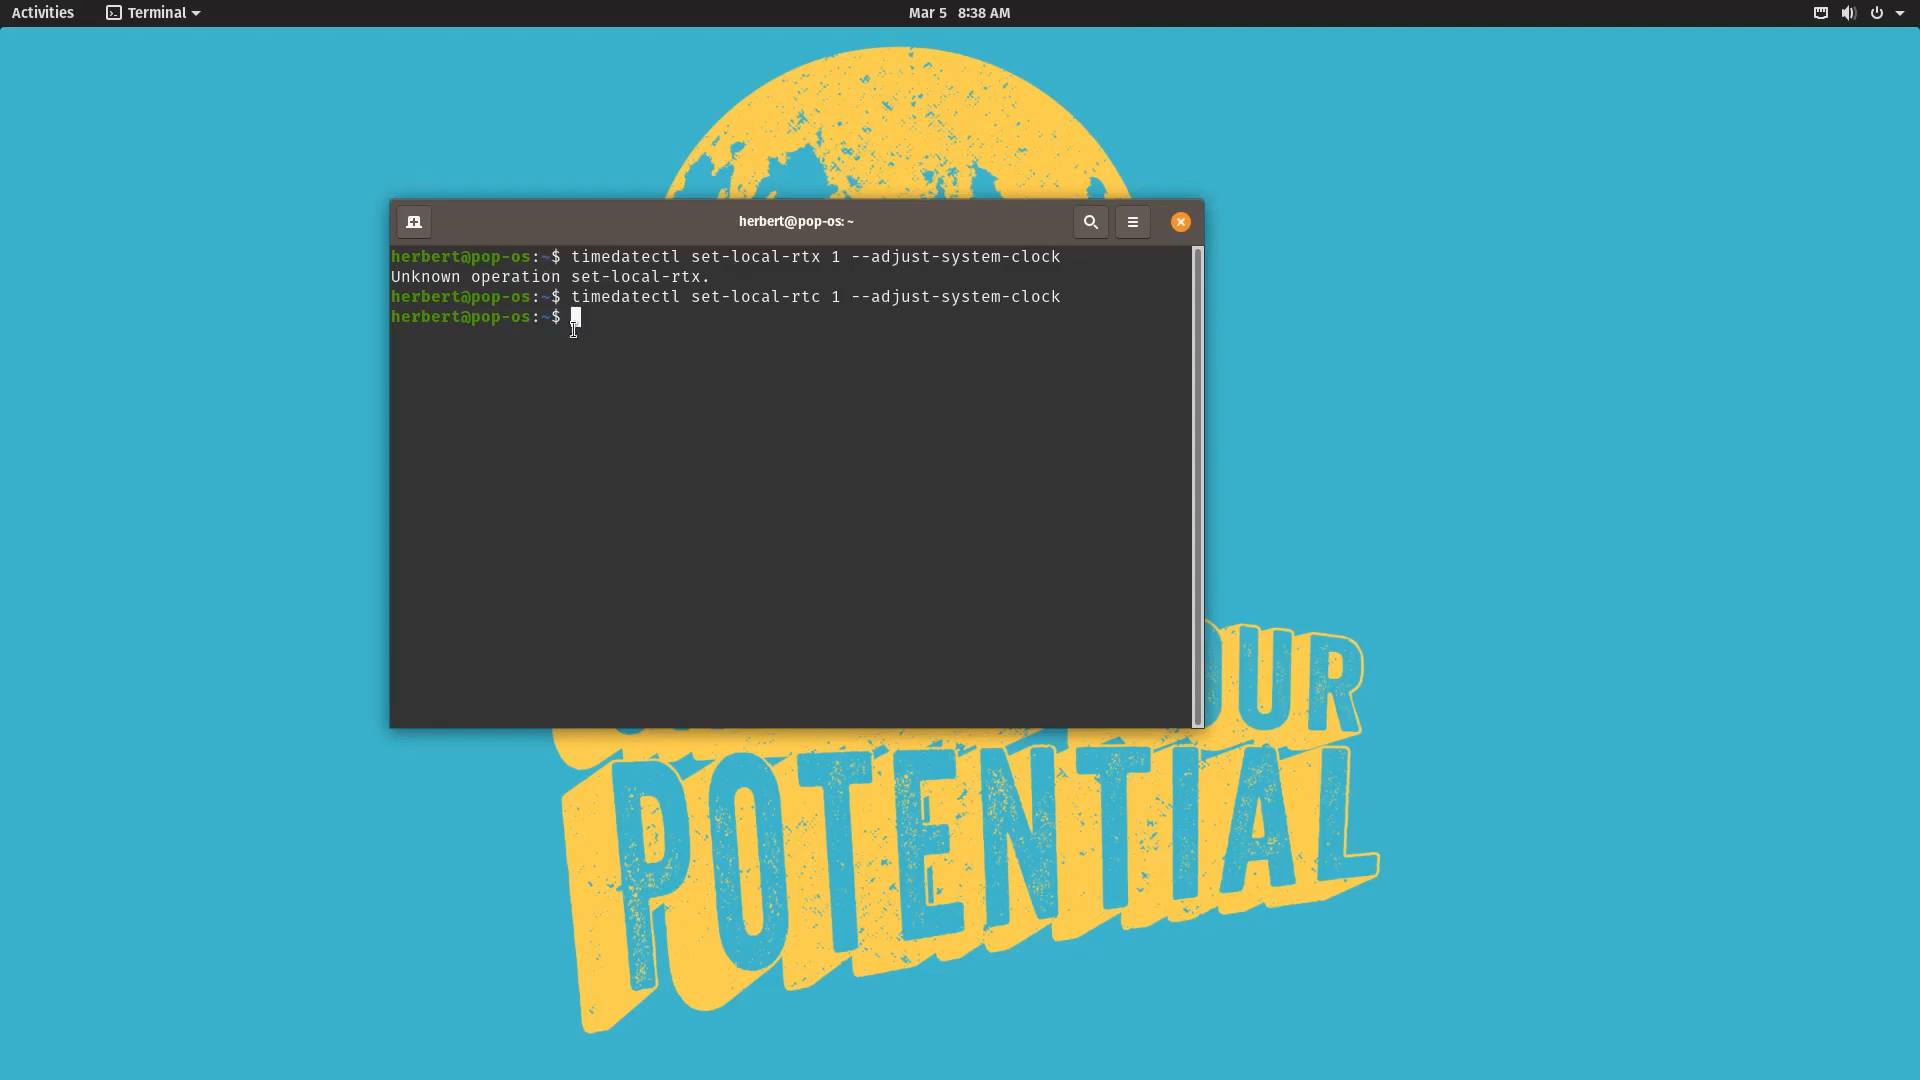 Activities
Terminal
Mar 5 8:38 AM
herbert@pop-os: ~
herbert@pop-os:~$ timedatectl set-local-rtx 1 --adjust-system-clock
Unknown operation set-local-rtx.
herbert@pop-os:~$ timedatectl set-local-rtc 1 --adjust-system-clock
herbert@pop-os:~$
OUR
POTENTIAL